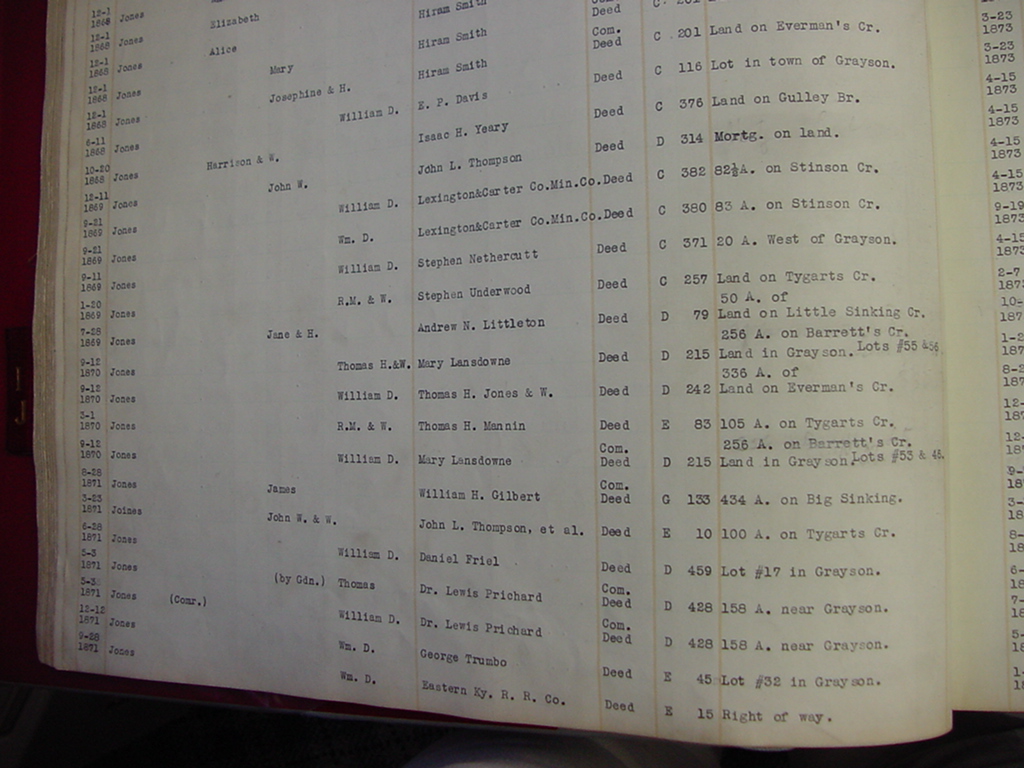 12-1
1868 Jones Elizabeth
12-1
1868 Jones Alice Hiram Smith Deed
12-1
1868 Jones Mary Hiram Smith
12-1
1868 Jones Josephine & H. Hiram Smith Com. Deed C 201 Land on Everman's Cr.
6-11
1868 Jones William D. E. P. Davis Deed C 116 Lot in town of Grayson.
10-20
1868 Jones Harrison & W. Isaac H. Yeary Deed C 376 Land on Gulley Br.
12-11
1869 Jones John W. John L. Thompson Deed D 314 Mortg. on land.
9-21
1869 Jones William D. Lexington&Carter Co.Min.Co. Deed C 382 82½A. on Stinson Cr.
9-21
1869 Jones Wm. D. Lexington&Carter Co.Min.Co. Deed C 380 83 A. on Stinson Cr.
9-11
1869 Jones William D. Stephen Nethercutt Deed C 371 20 A. West of Grayson.
1-20
1869 Jones R.M. & W. Stephen Underwood Deed C 257 Land on Tygarts Cr.
50 A. of
7-28
1869 Jones Jane & H. Andrew N. Littleton Deed D 79 Land on Little Sinking Cr.
256 A. on Barrett's Cr.
9-12
1870 Jones Thomas H.&W. Mary Lansdowne Deed D 215 Land in Grayson. Lots #55 &56
336 A. of
9-12
1870 Jones William D. Thomas H. Jones & W. Deed D 242 Land on Everman's Cr.
3-1
1870 Jones R.M. & W. Thomas H. Mannin Deed E 83 105 A. on Tygarts Cr.
256 A. on Barrett's Cr.
9-12
1870 Jones William D. Mary Lansdowne Com. Deed D 215 Land in Grayson. Lots #53 & 46.
8-28
1871 Jones James William H. Gilbert Com. Deed G 133 434 A. on Big Sinking.
3-23
1871 Joines John W. & W. John L. Thompson, et al. Deed E 10 100 A. on Tygarts Cr.
6-28
1871 Jones William D. Daniel Friel Deed D 459 Lot #17 in Grayson.
5-3
1871 Jones (by Gdn.) Thomas Dr. Lewis Prichard Com. Deed D 428 158 A. near Grayson.
5-3
1871 Jones (Comr.) William D. Dr. Lewis Prichard Com. Deed D 428 158 A. near Grayson.
12-12
1871 Jones Wm. D. George Trumbo Deed E 45 Lot #32 in Grayson.
9-28
1871 Jones Wm. D. Eastern Ky. R. R. Co. Deed E 15 Right of way.
3-23
1873
3-23
1873
4-15
1873
4-15
1873
4-15
1873
4-15
1873
9-19
1873
4-15
1873
2-7